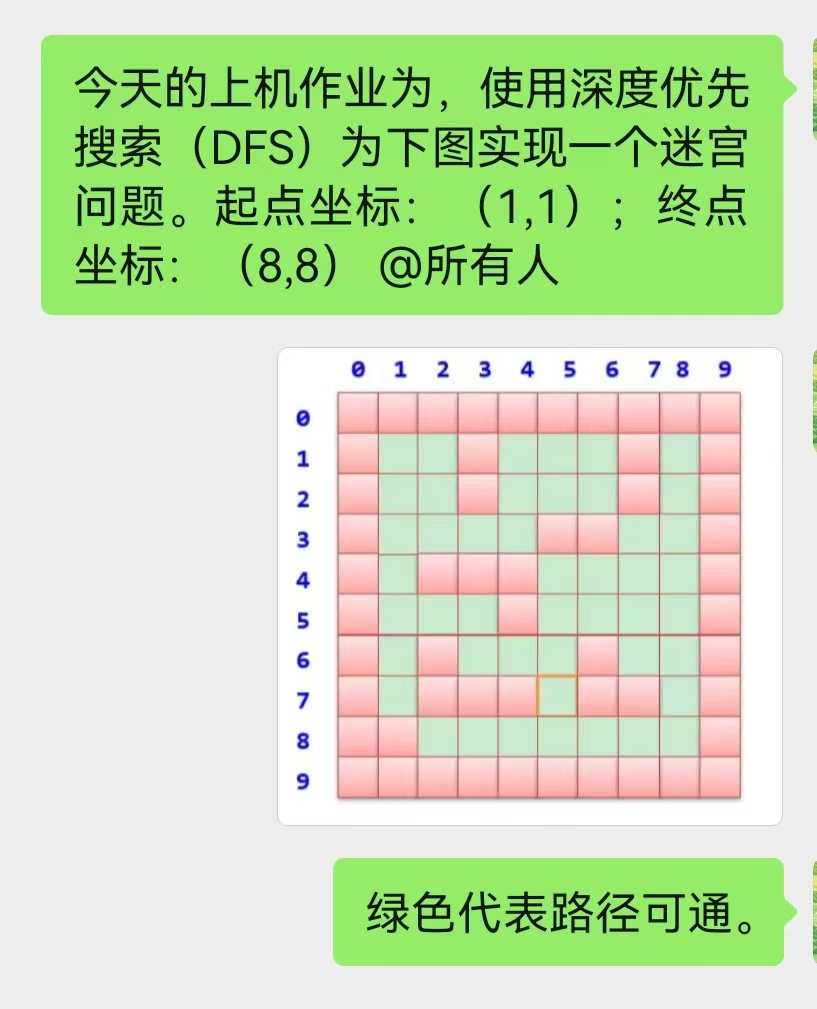 今天的上机作业为，使用深度优先
搜索（DFS）为下图实现一个迷宫
问题。起点坐标：（1,1）；终点
坐标：（8,8）@所有人
0 1 2 3 4 5 6 7 8 9
0
1
2
3
4
5
6
7
8
9
绿色代表路径可通。